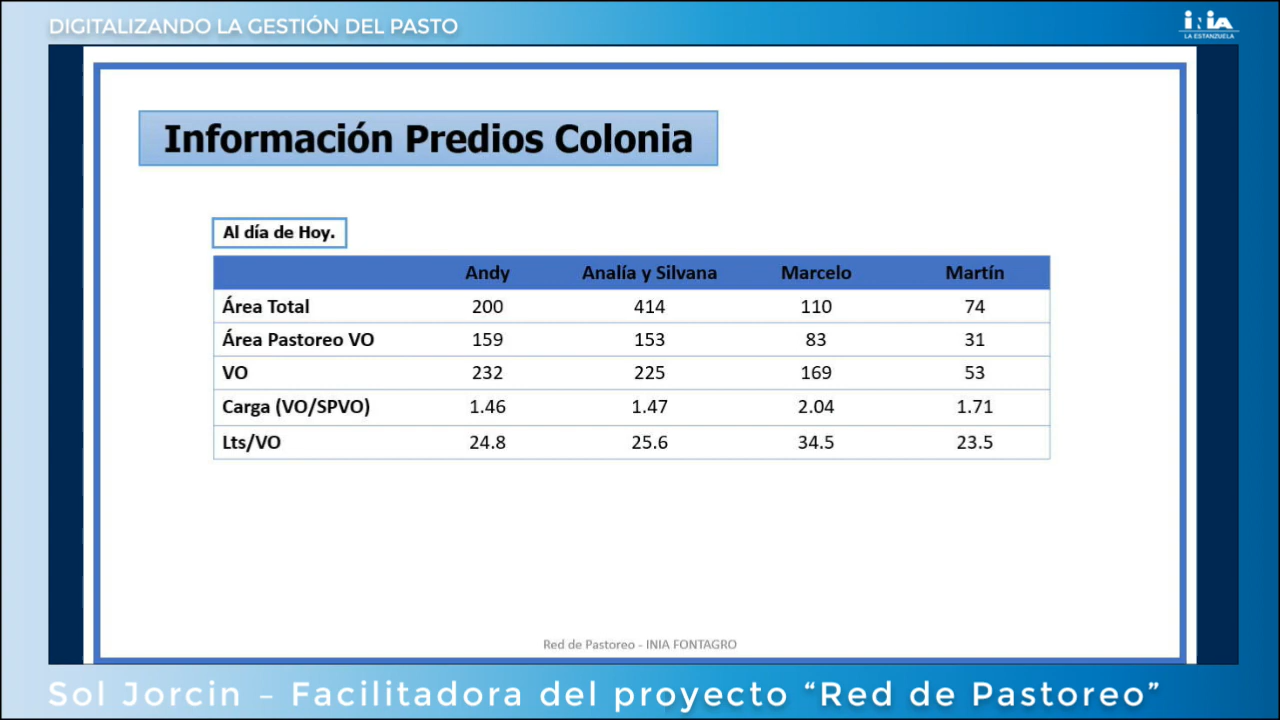 DIGITALIZANDO LA GESTIÓN DEL PASTO
INIA
LA ESTANZUELA
Información Predios Colonia
Al día de Hoy.
Andy Analía y Silvana Marcelo Martín
Área Total 200 414 110 74
Área Pastoreo VO 159 153 83 31
VO 232 225 169 53
Carga (VO/SPVO) 1.46 1.47 2.04 1.71
Lts/VO 24.8 25.6 34.5 23.5
Red de Pastoreo - INIA FONTAGRO
Sol Jorcin – Facilitadora del proyecto “Red de Pastoreo”